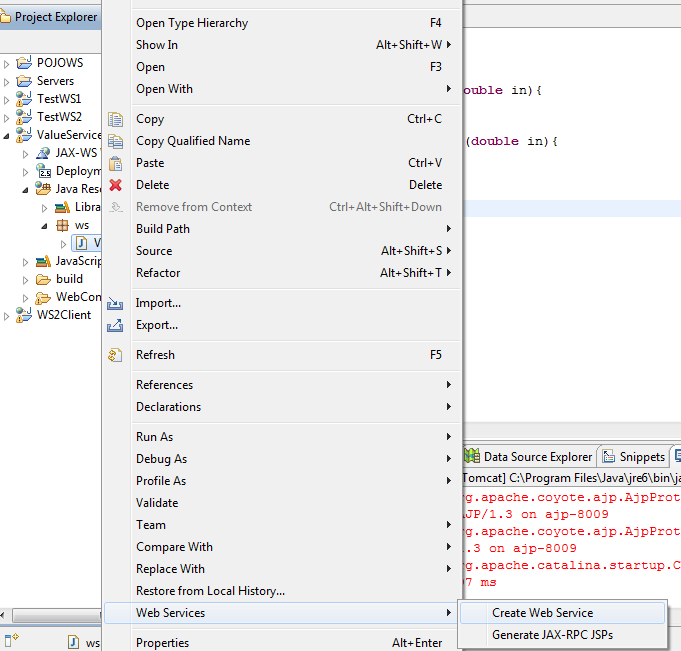 Project Explorer
POJOWS
Servers
TestWS1
TestWS2
ValueService
JAX-WS
Deploym
Java Reso
Libra
ws
V
JavaScrip
build
WebCon
WS2Client
ws
Open Type Hierarchy F4
Show In Alt+Shift+W
Open F3
Open With
Copy Ctrl+C
Copy Qualified Name
Paste Ctrl+V
Delete Delete
Remove from Context Ctrl+Alt+Shift+Down
Build Path
Source Alt+Shift+S
Refactor Alt+Shift+T
Import...
Export...
Refresh F5
References
Declarations
Run As
Debug As
Profile As
Validate
Team
Compare With
Replace With
Restore from Local History...
Web Services
Properties Alt+Enter
Create Web Service
Generate JAX-RPC JSPs
ouble in){
(double in){
Data Source Explorer Snippets
Tomcat] C:\Program Files\Java\jre6\bin\ja
rg.apache.coyote.ajp.AjpProt
AJP/1.3 on ajp-8009
rg.apache.coyote.ajp.AjpProt
1.3 on ajp-8009
rg.apache.catalina.startup.C
97 ms